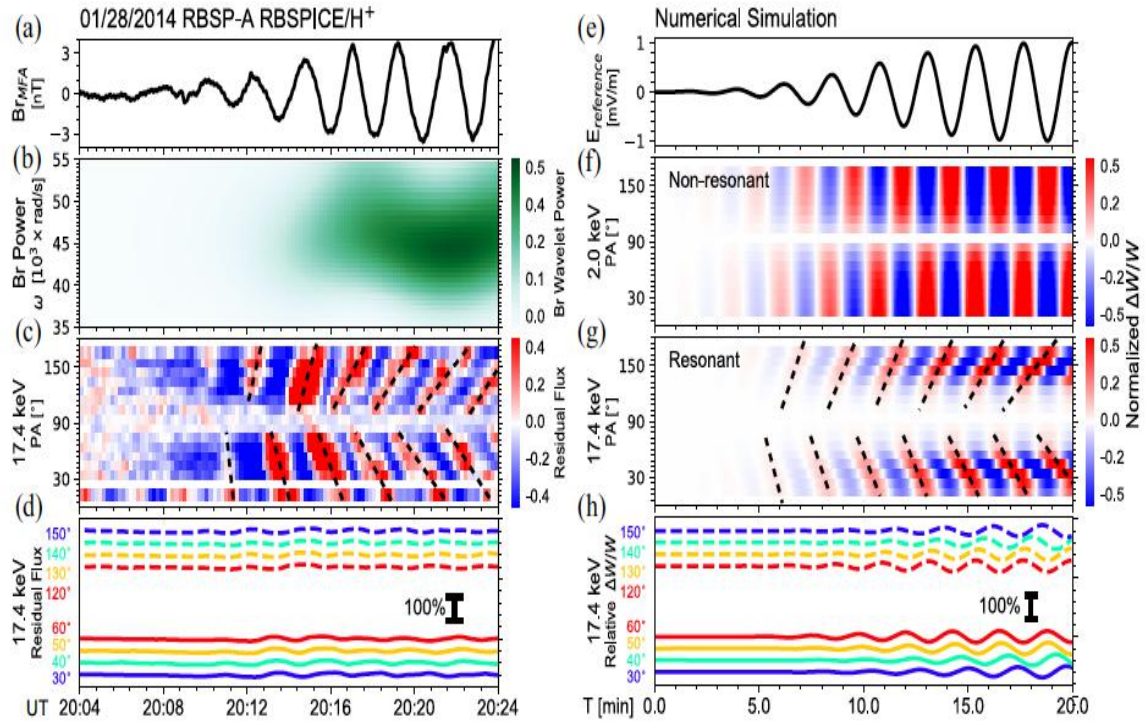 01/28/2014 RBSP-A RBSPICE/H⁺
(a)
3
0
−3
Br_MFA
[nT]
(b)
55
50
45
40
35
Br Power
ω [10³ × rad/s]
0.5
0.4
0.2
0.1
0.0
Br Wavelet Power
(c)
150
90
30
17.4 keV
PA [°]
0.4
0.2
0.0
-0.2
-0.4
Residual Flux
(d)
150°
140°
130°
120°
60°
50°
40°
30°
17.4 keV
Residual Flux
100%
UT 20:04 20:08 20:12 20:16 20:20 20:24
Numerical Simulation
(e)
1
0
−1
E_reference
[mV/m]
(f)
Non-resonant
150
90
30
2.0 keV
PA [°]
0.5
0.2
0.0
-0.2
-0.5
(g)
Resonant
150
90
30
17.4 keV
PA [°]
0.5
0.2
0.0
-0.2
-0.5
Normalized ΔW/W
(h)
150°
140°
130°
120°
60°
50°
40°
30°
17.4 keV
Relative ΔW/W
100%
T [min] 0.0 5.0 10.0 15.0 20.0